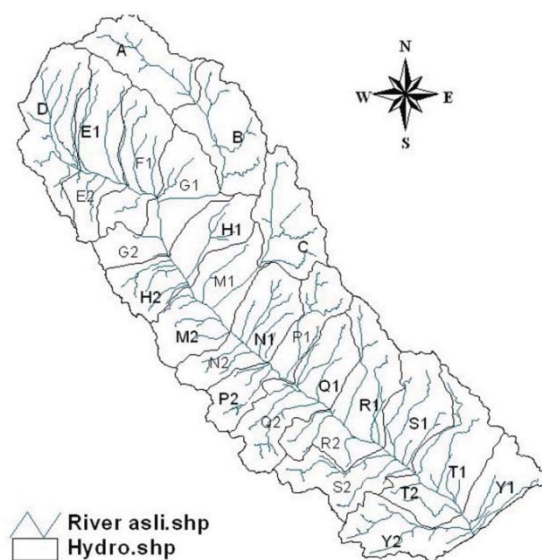 A
N
W E
S
D
E1
B
F1
E2
G1
H1
G2
C
M1
H2
M2
N1
P1
N2
P2
Q1
R1
Q2
S1
R2
T1
S2
T2
Y1
Y2
River asli.shp
Hydro.shp